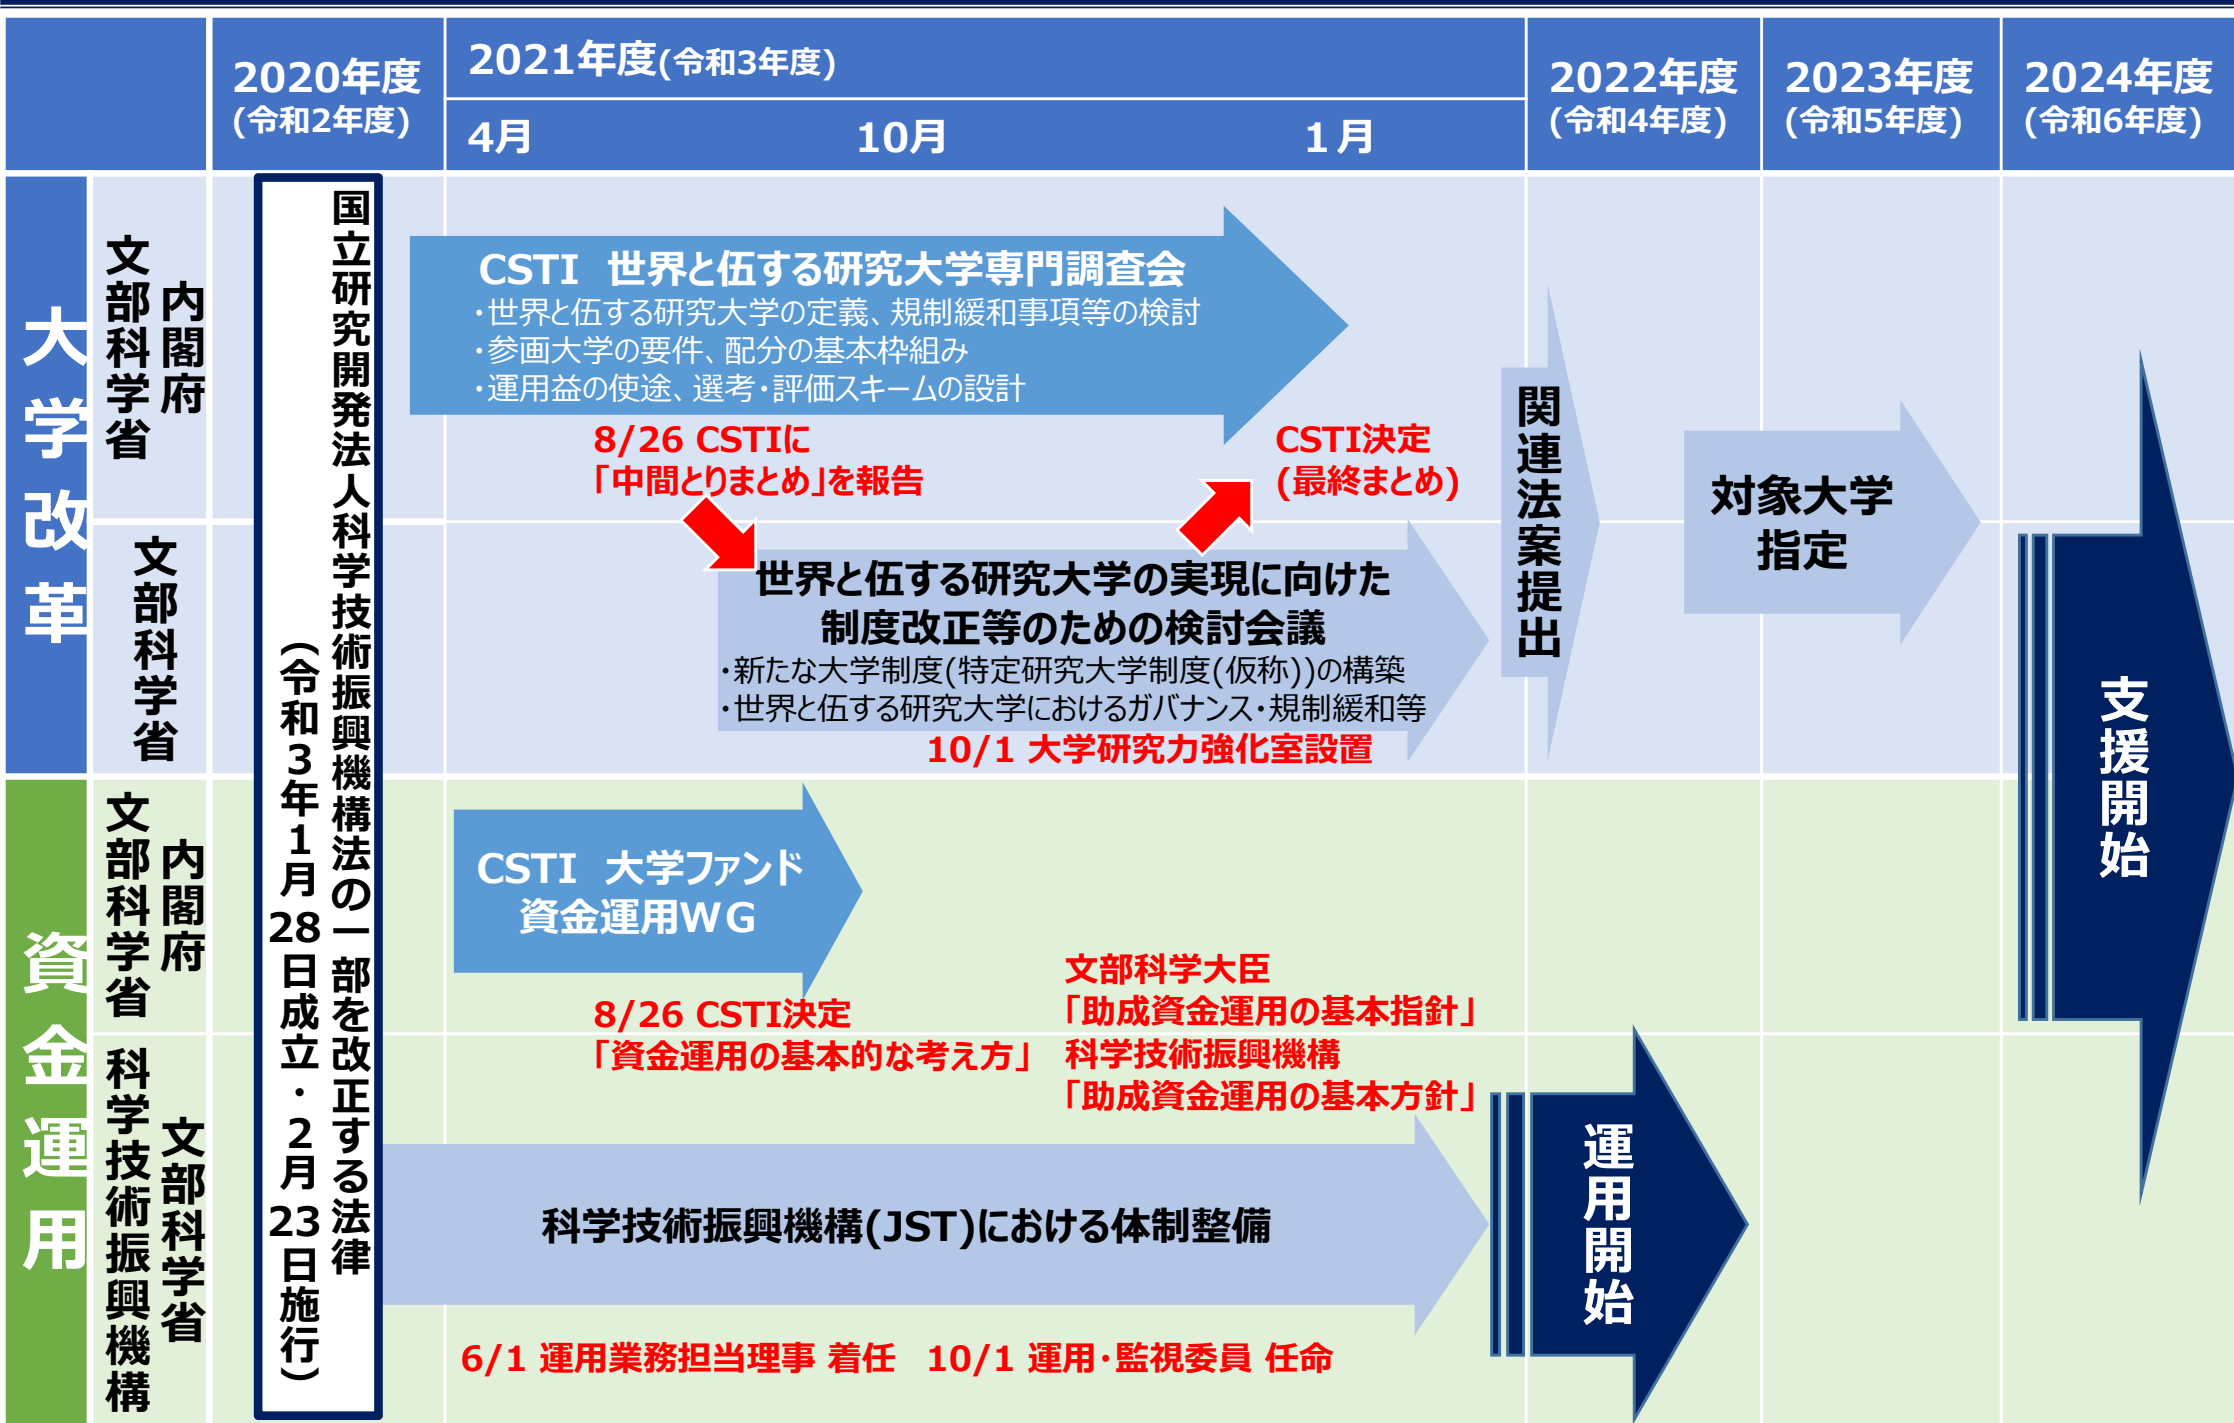 2020年度
(令和2年度)
2021年度(令和3年度)
4月
10月
1月
2022年度
(令和4年度)
2023年度
(令和5年度)
2024年度
(令和6年度)
大学改革
内閣府
文部科学省
文部科学省
国立研究開発法人科学技術振興機構法の一部を改正する法律
（令和3年1月28日成立・2月23日施行）
CSTI　世界と伍する研究大学専門調査会
・世界と伍する研究大学の定義、規制緩和事項等の検討
・参画大学の要件、配分の基本枠組み
・運用益の使途、選考・評価スキームの設計
8/26 CSTIに
「中間とりまとめ」を報告
CSTI決定
(最終まとめ)
世界と伍する研究大学の実現に向けた
制度改正等のための検討会議
・新たな大学制度(特定研究大学制度(仮称))の構築
・世界と伍する研究大学におけるガバナンス・規制緩和等
10/1 大学研究力強化室設置
関連法案提出
対象大学
指定
支援開始
資金運用
内閣府
文部科学省
文部科学省
科学技術振興機構
CSTI　大学ファンド
資金運用WG
8/26 CSTI決定
「資金運用の基本的な考え方」
文部科学大臣
「助成資金運用の基本指針」
科学技術振興機構
「助成資金運用の基本方針」
科学技術振興機構(JST)における体制整備
6/1 運用業務担当理事 着任　10/1 運用・監視委員 任命
運用開始